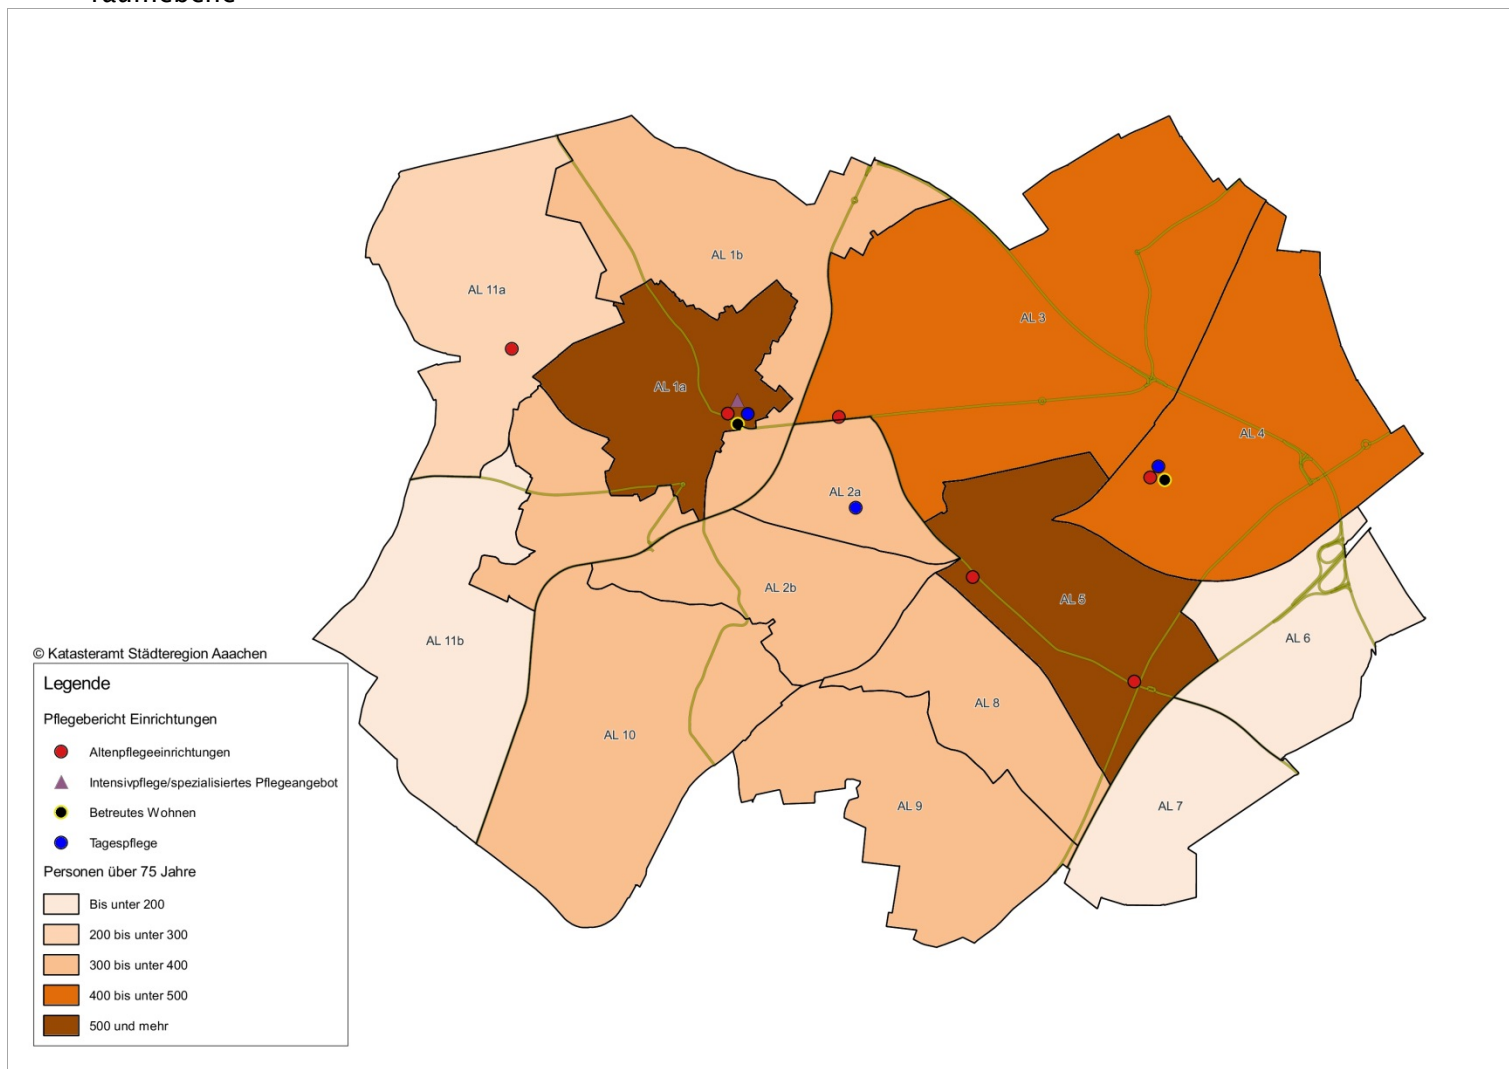 raumebene
AL 1b
AL 11a
AL 3
AL 1a
AL 4
AL 2a
AL 2b
AL 5
AL 11b
AL 6
AL 8
AL 10
AL 9
AL 7
© Katasteramt Städteregion Aaachen
Legende
Pflegebericht Einrichtungen
Altenpflegeeinrichtungen
Intensivpflege/spezialisiertes Pflegeangebot
Betreutes Wohnen
Tagespflege
Personen über 75 Jahre
Bis unter 200
200 bis unter 300
300 bis unter 400
400 bis unter 500
500 und mehr